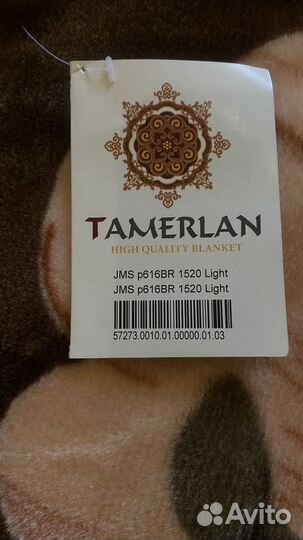 TAMERLAN
HIGH QUALITY BLANKET
JMS p616BR 1520 Light
JMS p616BR 1520 Light
57273.0010.01.00000.01.03
Avito